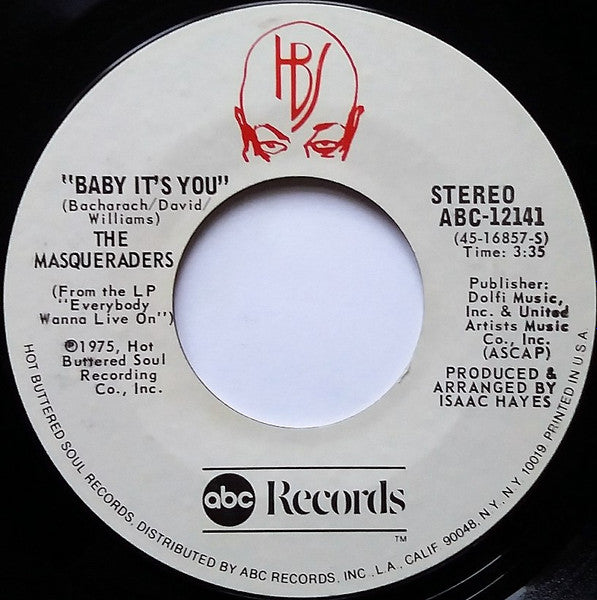 HBS
"BABY IT'S YOU"
(Bacharach/David/
Williams)
THE
MASQUERADERS
(From the LP
"Everybody
Wanna Live On")
℗1975, Hot
Buttered Soul
Recording
Co., Inc.
STEREO
ABC-12141
(45-16857-S)
Time: 3:35
Publisher:
Dolfi Music,
Inc. & United
Artists Music
Co., Inc.
(ASCAP)
PRODUCED &
ARRANGED BY
ISAAC HAYES
abc Records
TM
HOT BUTTERED SOUL RECORDS, DISTRIBUTED BY ABC RECORDS, INC., L.A., CALIF 90048, N.Y., N.Y. 10019 PRINTED IN U.S.A